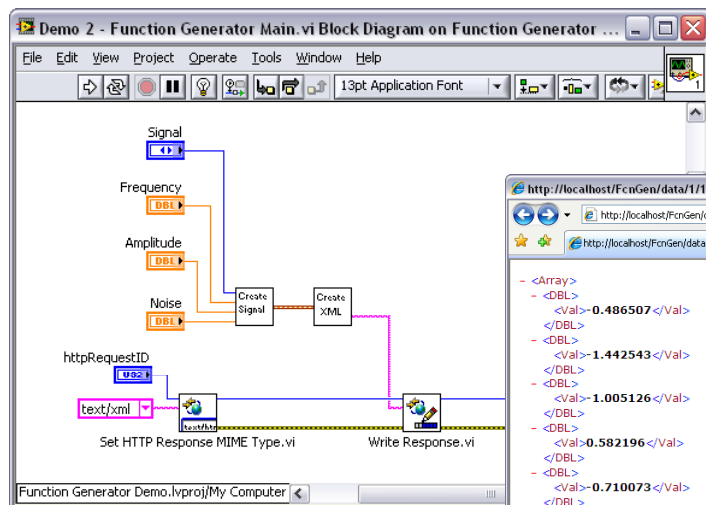 Demo 2 - Function Generator Main.vi Block Diagram on Function Generator ...
File Edit View Project Operate Tools Window Help
13pt Application Font
1
Signal
Frequency
DBL
Amplitude
DBL
Noise
DBL
Create Signal
Create XML
httpRequestID
U32
text/xml
Set HTTP Response MIME Type.vi
Write Response.vi
Function Generator Demo.lvproj/My Computer
http://localhost/FcnGen/data/1/1
http://localhost/FcnGen/
http://localhost/FcnGen/data
- <Array>
- <DBL>
<Val>-0.486507</Val>
</DBL>
- <DBL>
<Val>-1.442543</Val>
</DBL>
- <DBL>
<Val>-1.005126</Val>
</DBL>
- <DBL>
<Val>0.582196</Val>
</DBL>
- <DBL>
<Val>-0.710073</Val>
</DBL>